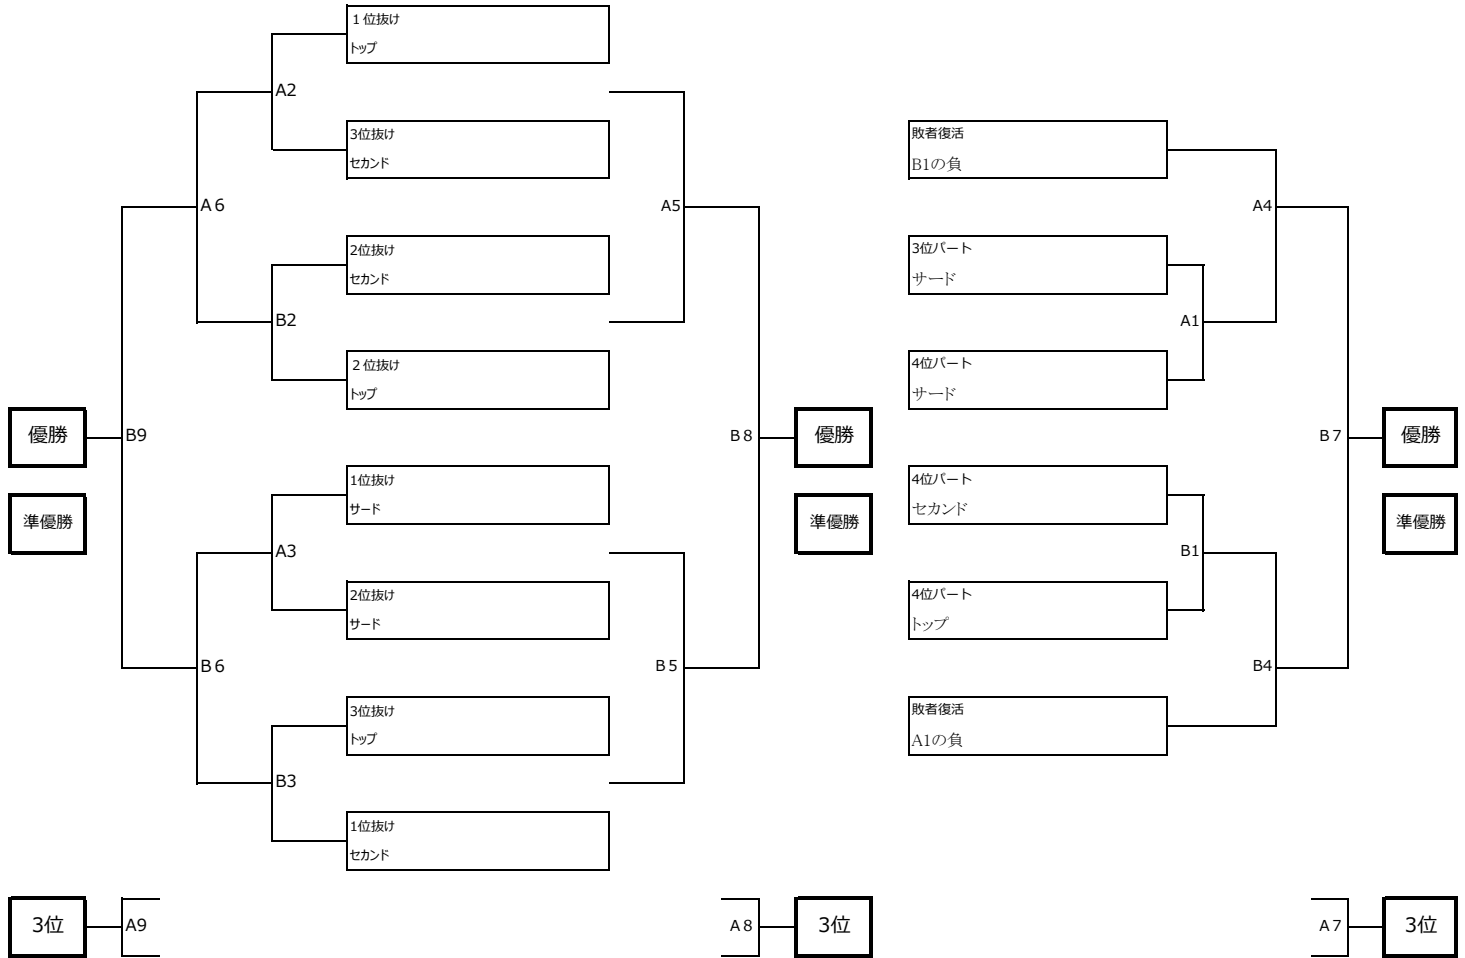 １位抜け
トップ
A2
3位抜け
セカンド
A６
2位抜け
セカンド
B2
２位抜け
トップ
優勝
B9
準優勝
1位抜け
サード
A3
2位抜け
サード
B６
3位抜け
トップ
B3
1位抜け
セカンド
3位
A9
A5
B８
優勝
準優勝
B５
A８
3位
敗者復活
B1の負
A4
3位パート
サード
A1
4位パート
サード
B７
優勝
準優勝
4位パート
セカンド
B1
4位パート
トップ
B4
敗者復活
A1の負
A７
3位